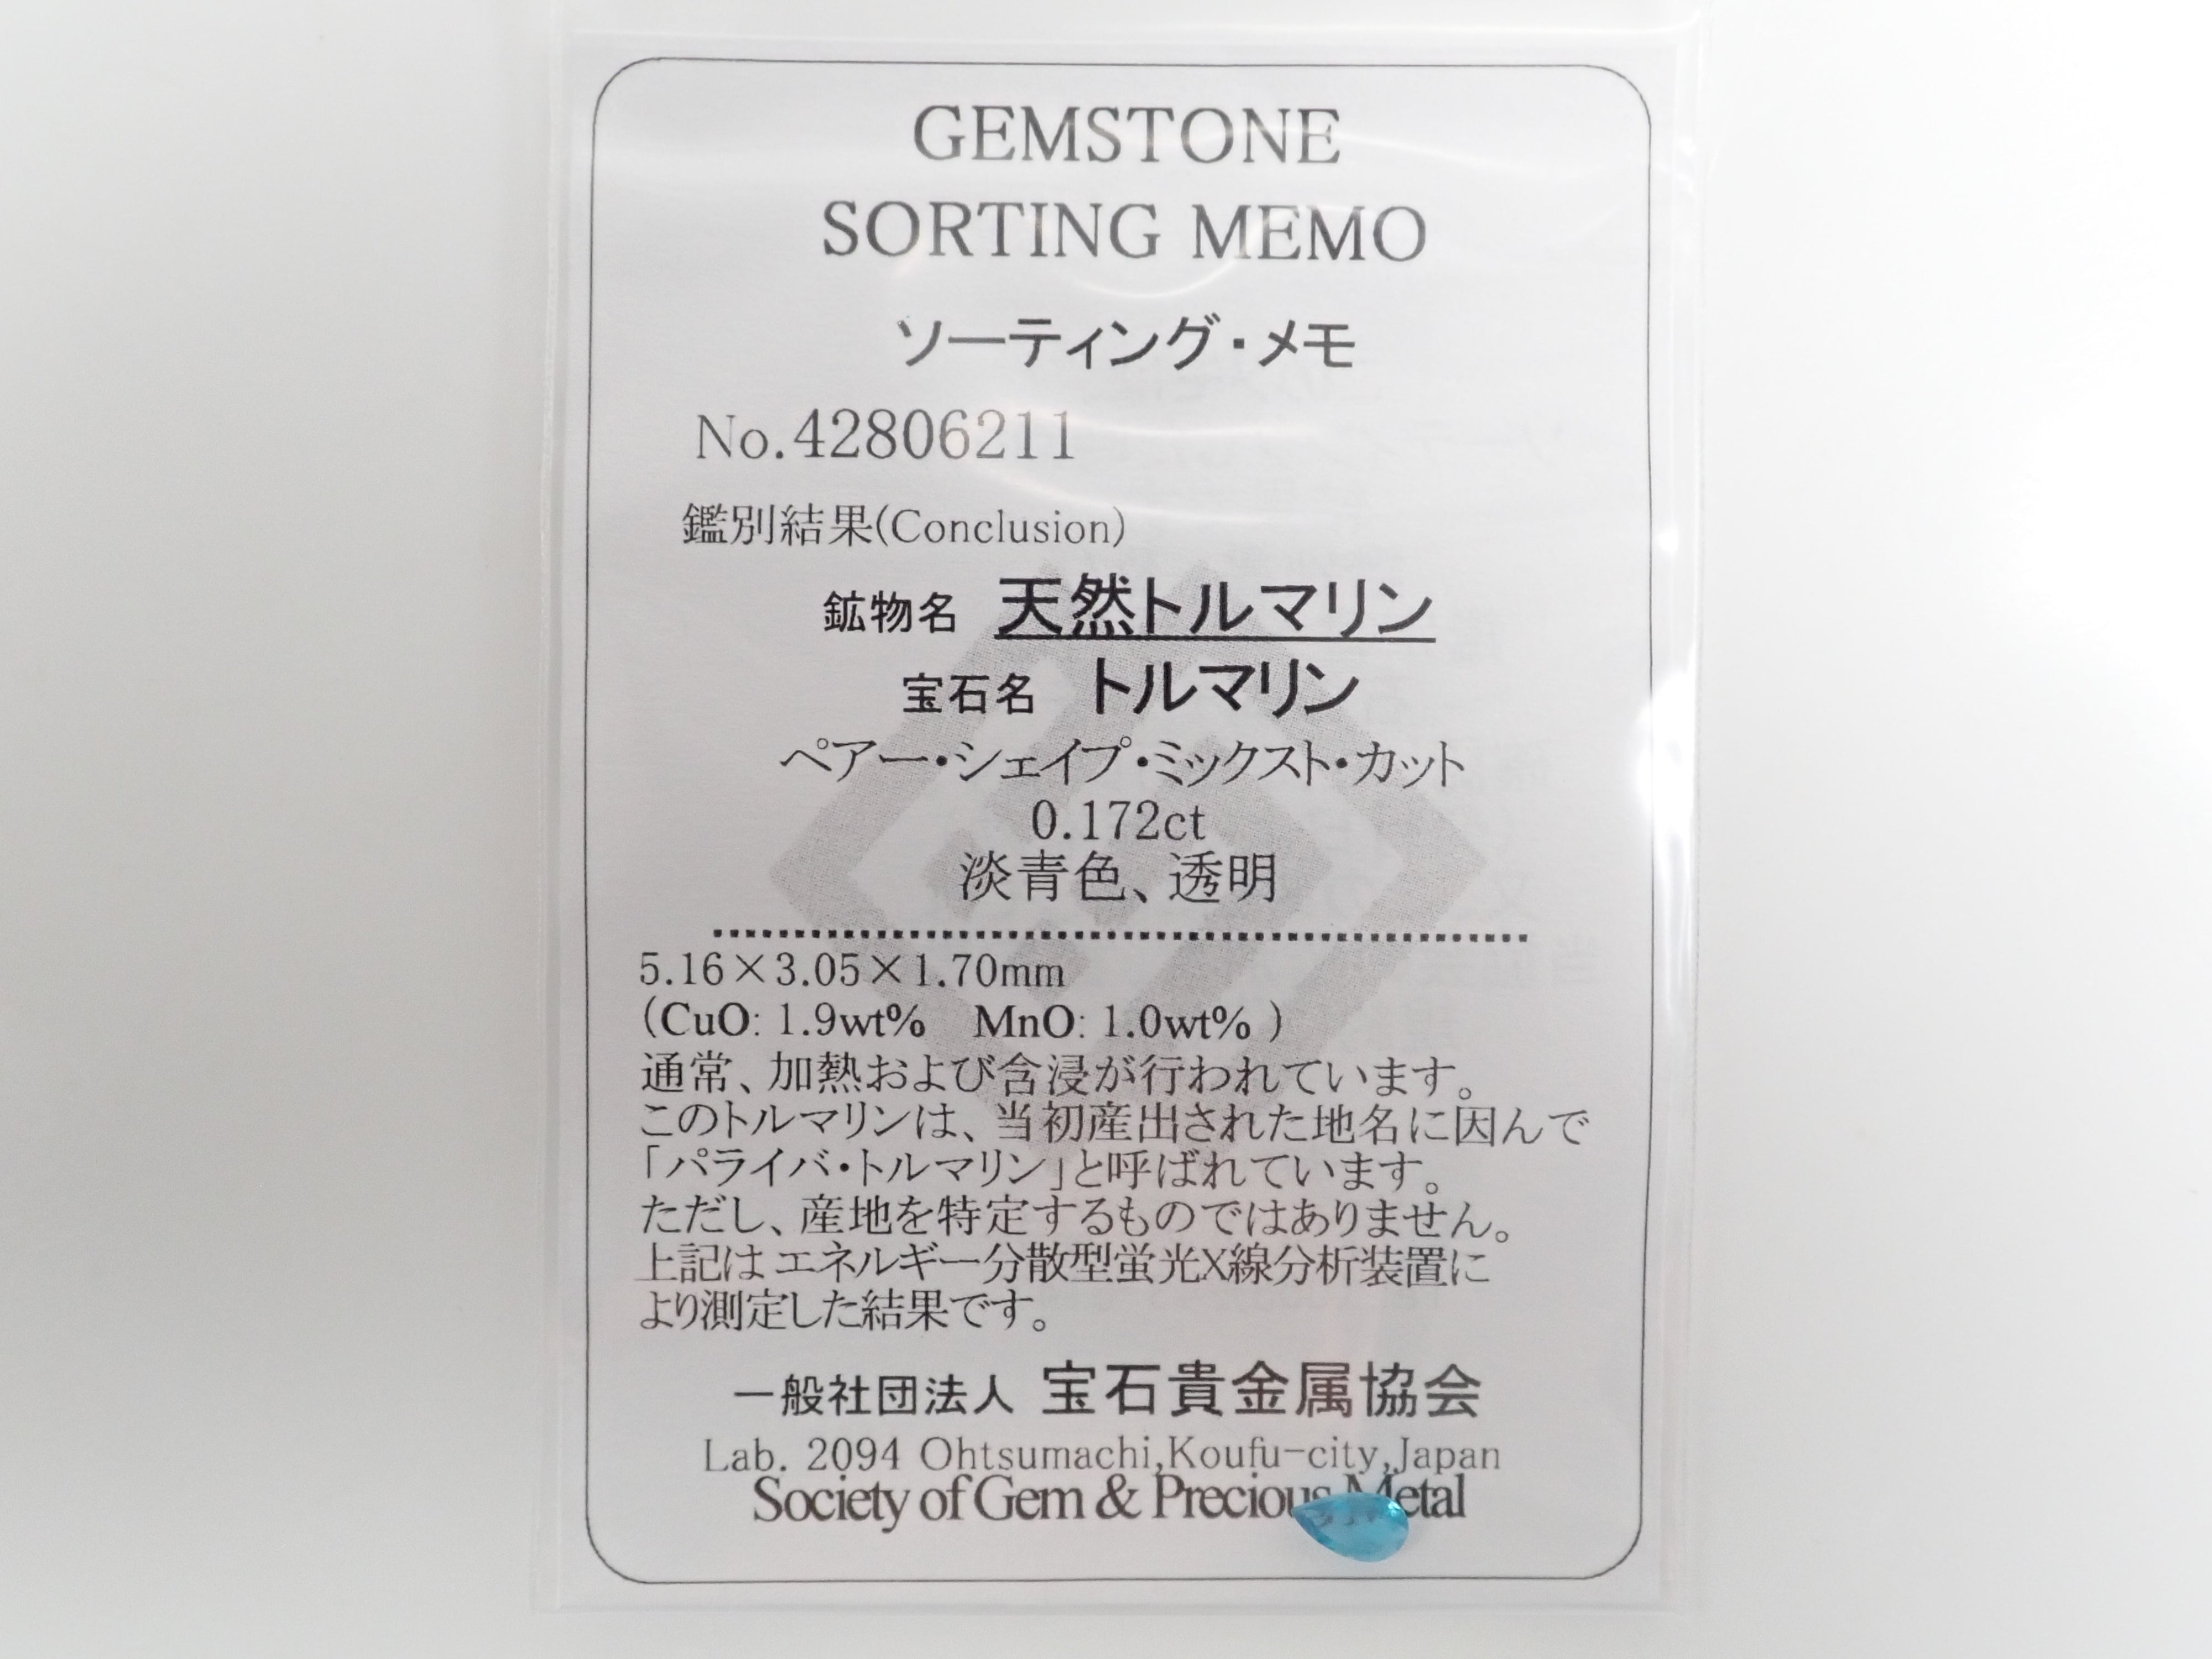 GEMSTONE
SORTING MEMO
ソーティング・メモ
No.42806211
鑑別結果(Conclusion)
鉱物名 天然トルマリン
宝石名 トルマリン
ペアー・シェイプ・ミックスト・カット
0.172ct
淡青色、透明
5.16×3.05×1.70mm
(CuO: 1.9wt% MnO: 1.0wt% )
通常、加熱および含浸が行われています。
このトルマリンは、当初産出された地名に因んで
「パライバ・トルマリン」と呼ばれています。
ただし、産地を特定するものではありません。
上記はエネルギー分散型蛍光X線分析装置に
より測定した結果です。
一般社団法人 宝石貴金属協会
Lab. 2094 Ohtsumachi,Koufu-city,Japan
Society of Gem & Precious Metal